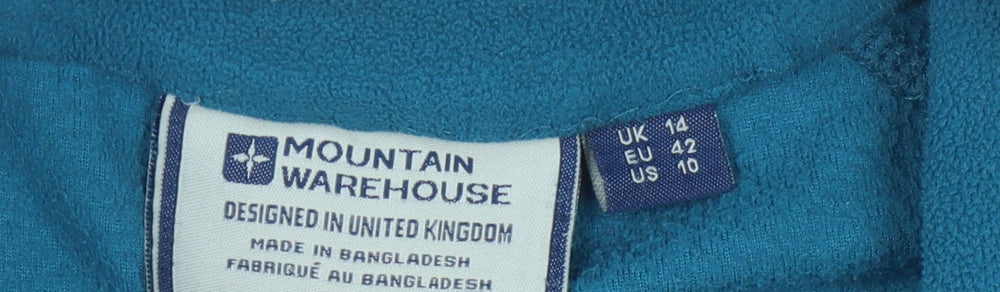 MOUNTAIN
WAREHOUSE
DESIGNED IN UNITED KINGDOM
MADE IN BANGLADESH
FABRIQUÉ AU BANGLADESH
UK 14
EU 42
US 10